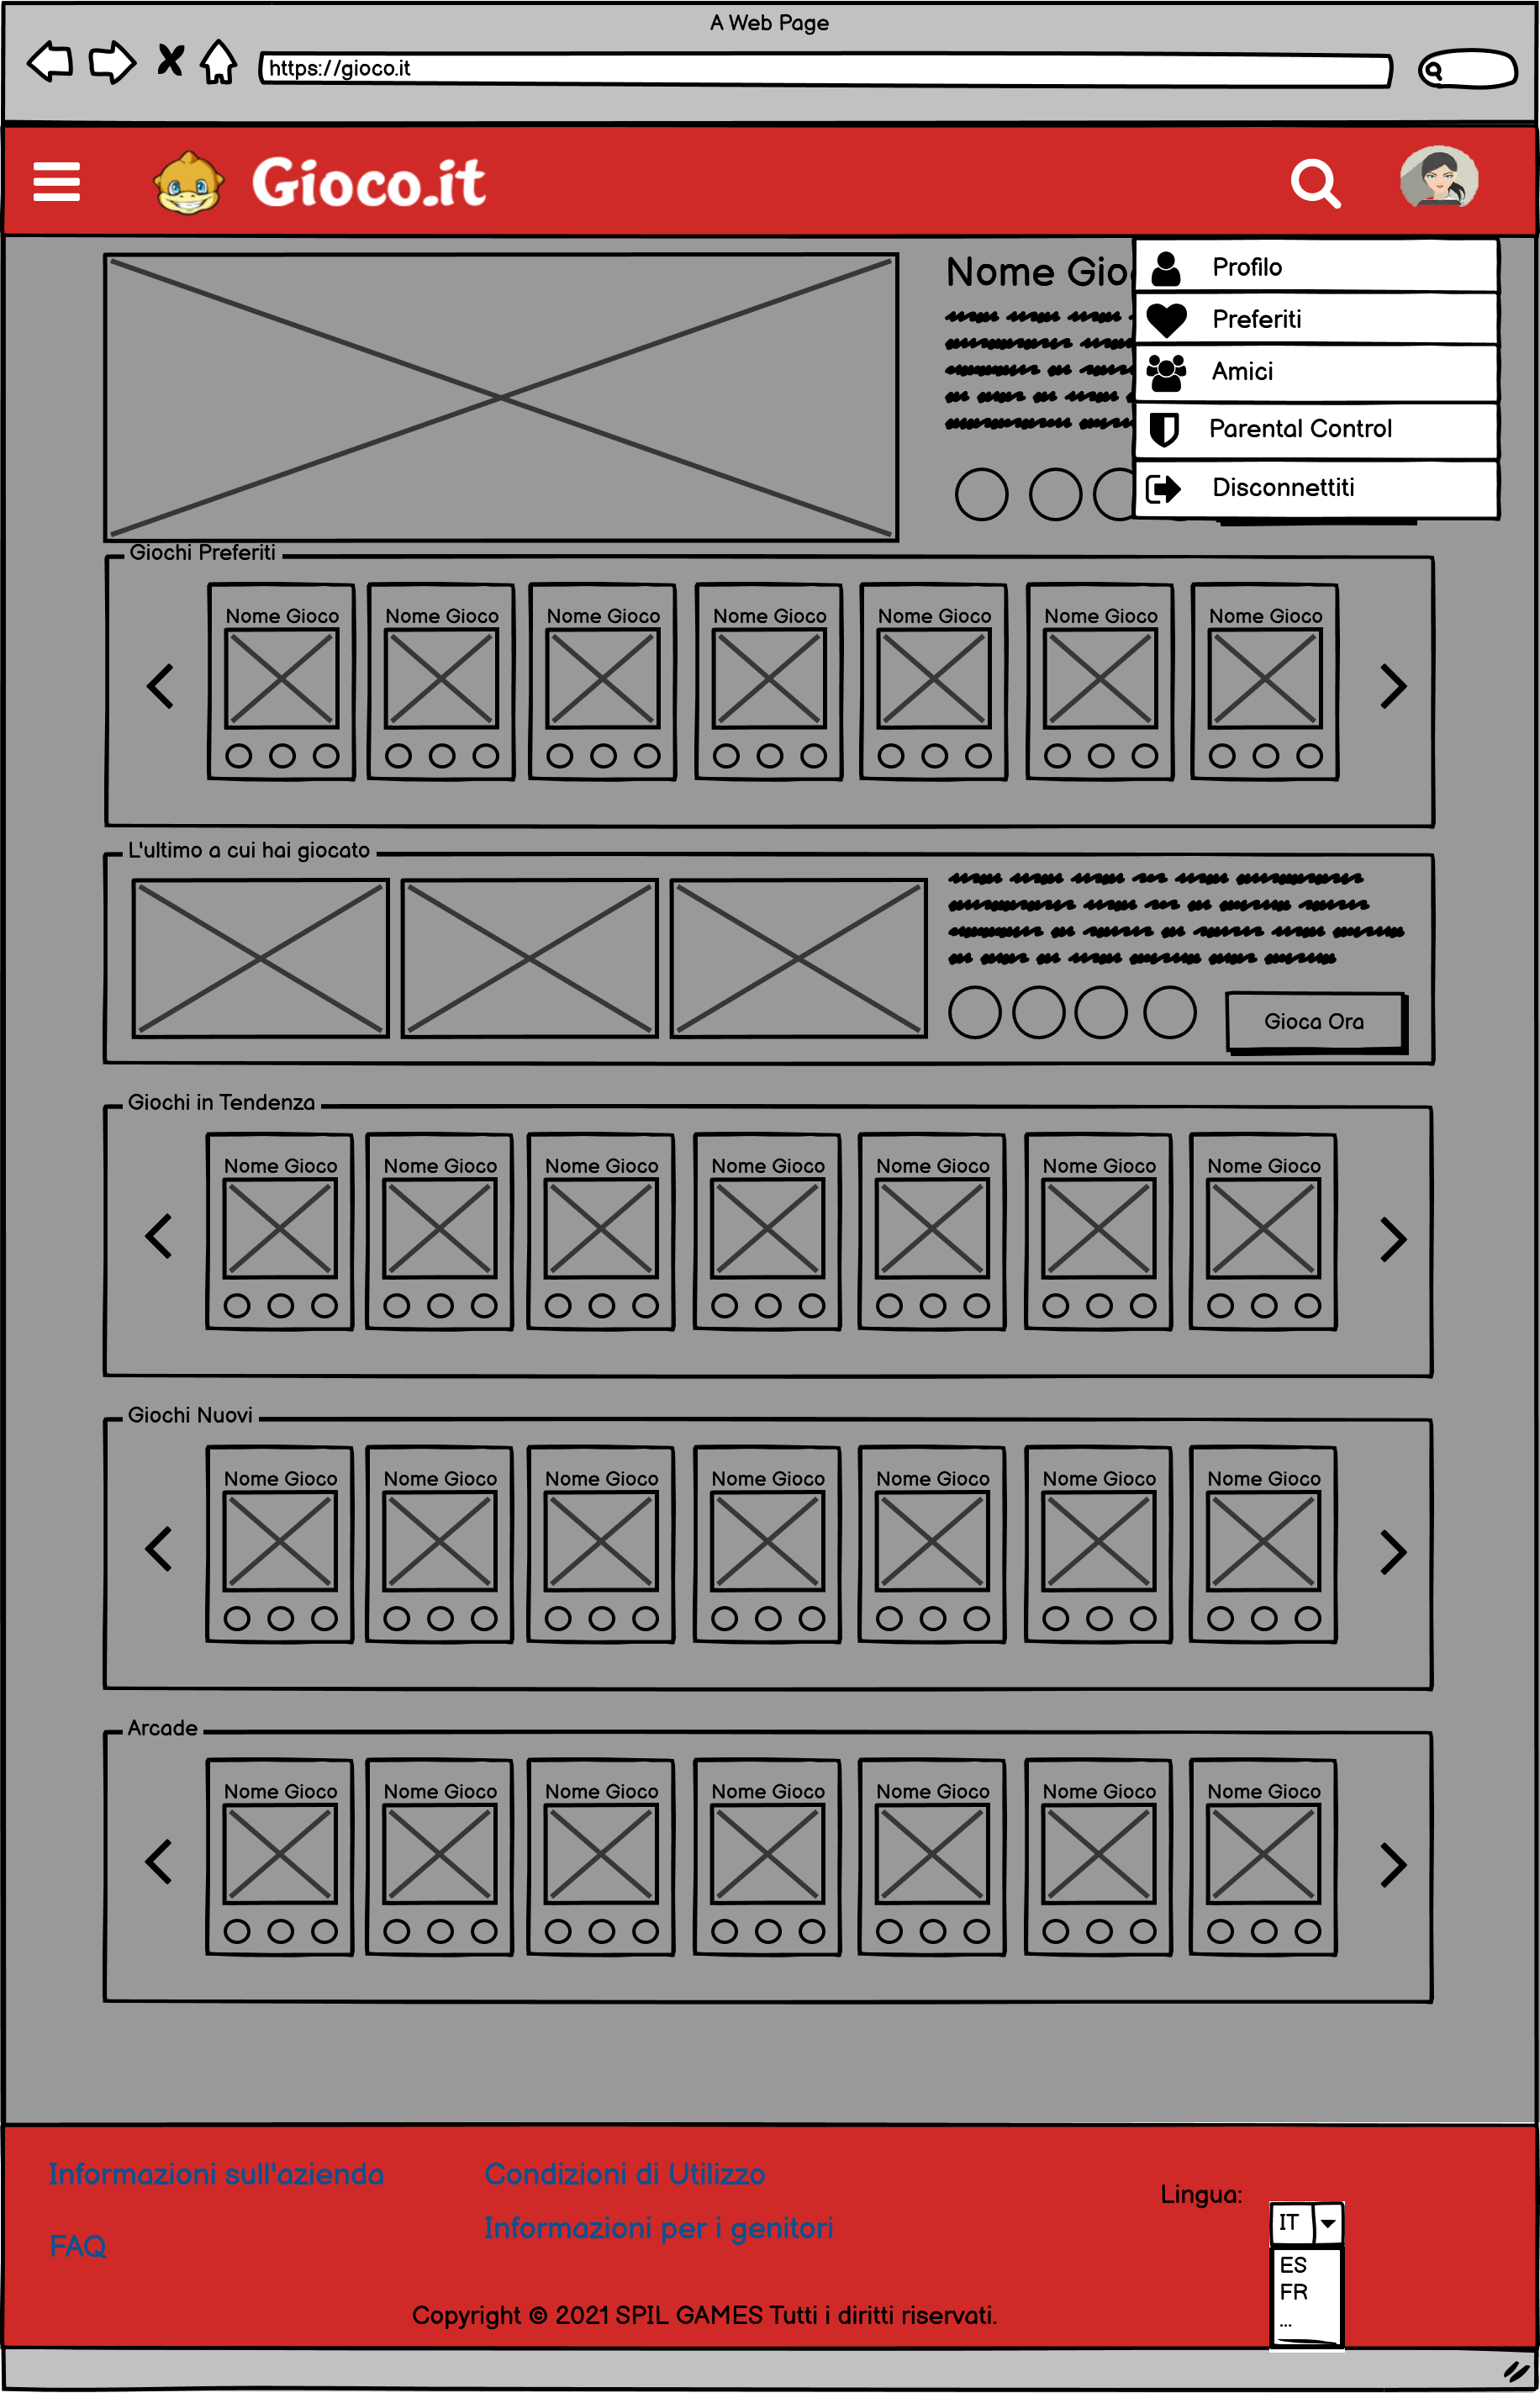 A Web Page
https://gioco.it
Gioco.it
Nome Gio
Profilo
Preferiti
Amici
Parental Control
Disconnettiti
Giochi Preferiti
Nome Gioco Nome Gioco Nome Gioco Nome Gioco Nome Gioco Nome Gioco Nome Gioco
L'ultimo a cui hai giocato
Gioca Ora
Giochi in Tendenza
Nome Gioco Nome Gioco Nome Gioco Nome Gioco Nome Gioco Nome Gioco Nome Gioco
Giochi Nuovi
Nome Gioco Nome Gioco Nome Gioco Nome Gioco Nome Gioco Nome Gioco Nome Gioco
Arcade
Nome Gioco Nome Gioco Nome Gioco Nome Gioco Nome Gioco Nome Gioco Nome Gioco
Informazioni sull'azienda
Condizioni di Utilizzo
Lingua:
Informazioni per i genitori
IT
FAQ
ES
FR
...
Copyright © 2021 SPIL GAMES Tutti i diritti riservati.